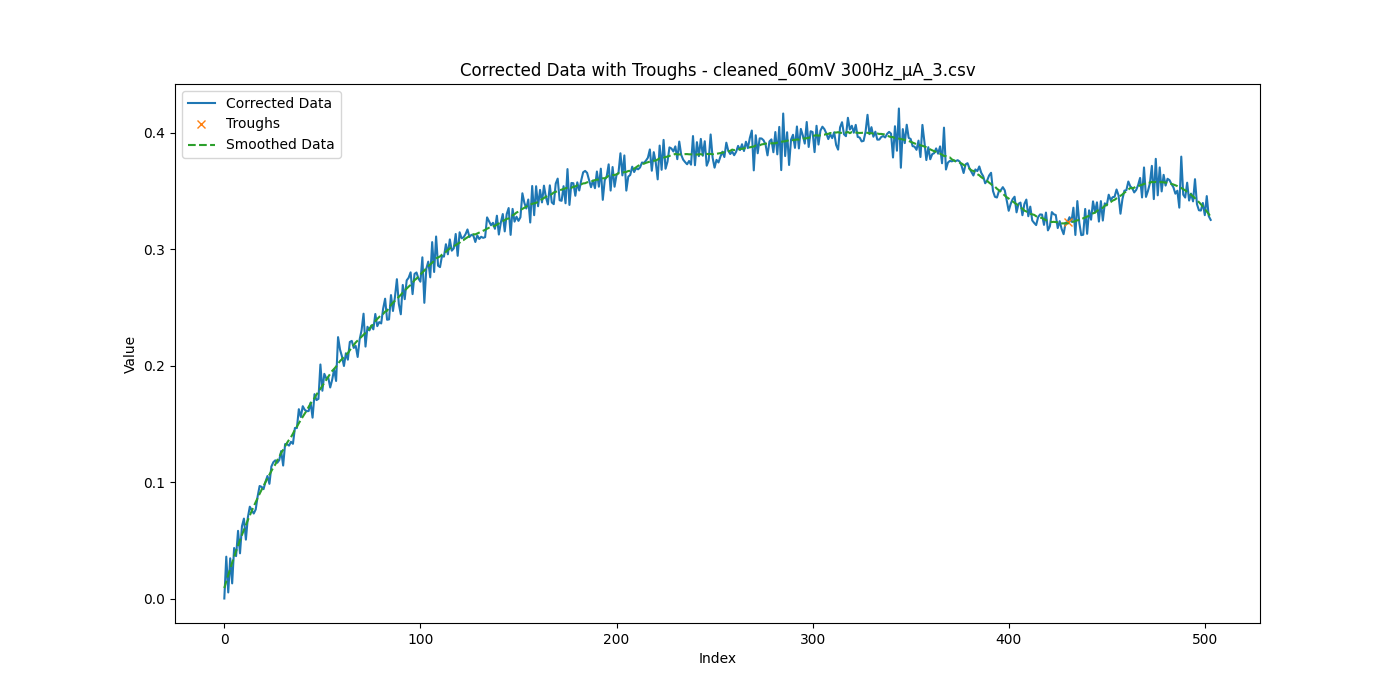 Corrected Data with Troughs - cleaned_60mV 300Hz_µA_3.csv
Corrected Data
Troughs
Smoothed Data
Value
0.4
0.3
0.2
0.1
0.0
0 100 200 300 400 500
Index